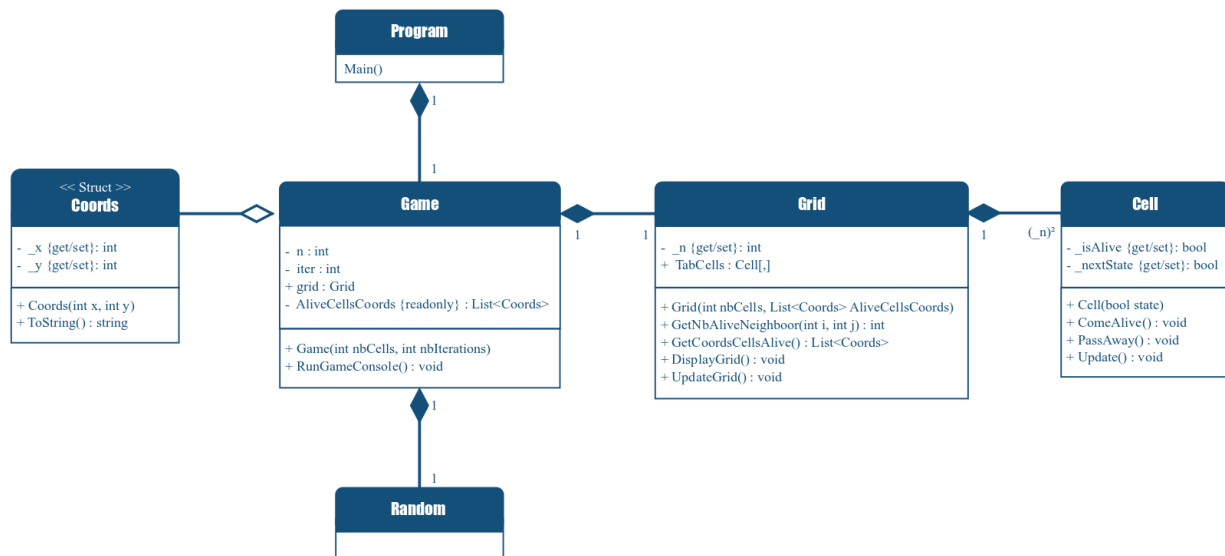 Program
Main()
1
1
<< Struct >>
Coords
- _x {get/set}: int
- _y {get/set}: int
+ Coords(int x, int y)
+ ToString() : string
Game
- n : int
- iter : int
+ grid : Grid
- AliveCellsCoords {readonly} : List<Coords>
+ Game(int nbCells, int nbIterations)
+ RunGameConsole() : void
1
1
Grid
- _n {get/set}: int
+ TabCells : Cell[,]
+ Grid(int nbCells, List<Coords> AliveCellsCoords)
+ GetNbAliveNeighboor(int i, int j) : int
+ GetCoordsCellsAlive() : List<Coords>
+ DisplayGrid() : void
+ UpdateGrid() : void
1
(_n)²
Cell
- _isAlive {get/set}: bool
- _nextState {get/set}: bool
+ Cell(bool state)
+ ComeAlive() : void
+ PassAway() : void
+ Update() : void
1
1
Random